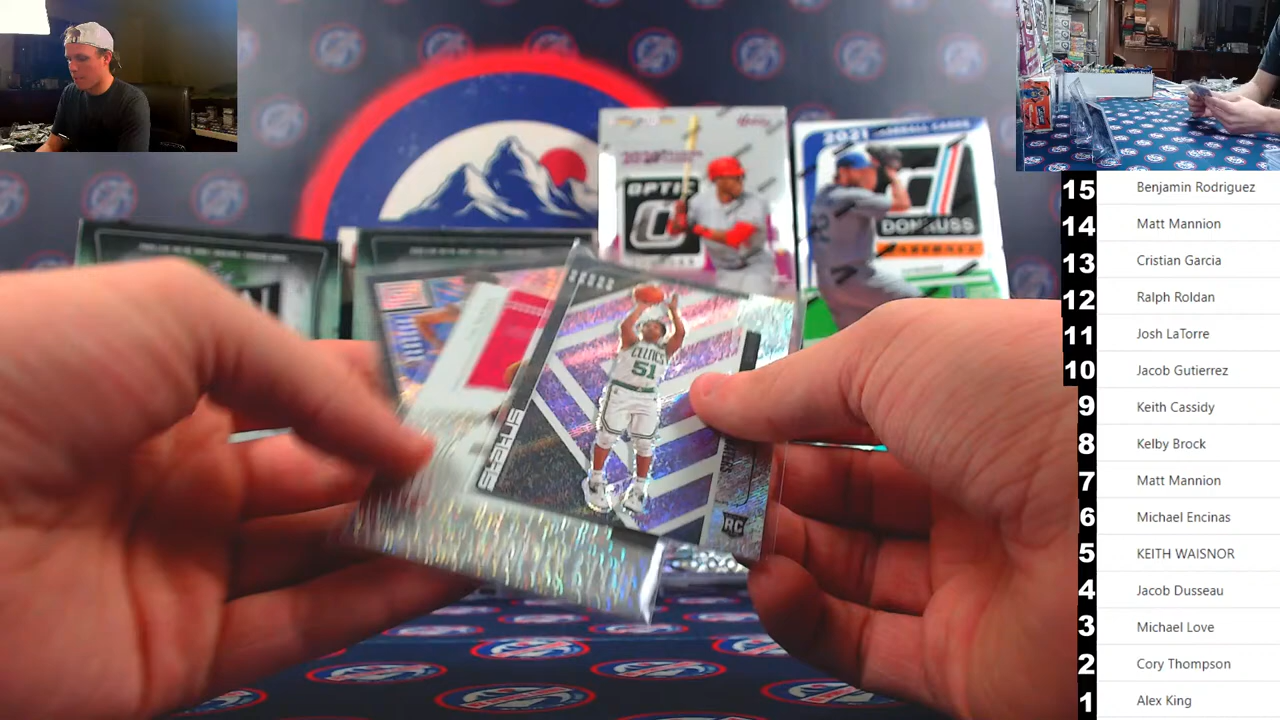 2021
OPTIC
DONRUSS
BASEBALL
CELTICS
51
RC
15 Benjamin Rodriguez
14 Matt Mannion
13 Cristian Garcia
12 Ralph Roldan
11 Josh LaTorre
10 Jacob Gutierrez
9 Keith Cassidy
8 Kelby Brock
7 Matt Mannion
6 Michael Encinas
5 KEITH WAISNOR
4 Jacob Dusseau
3 Michael Love
2 Cory Thompson
1 Alex King